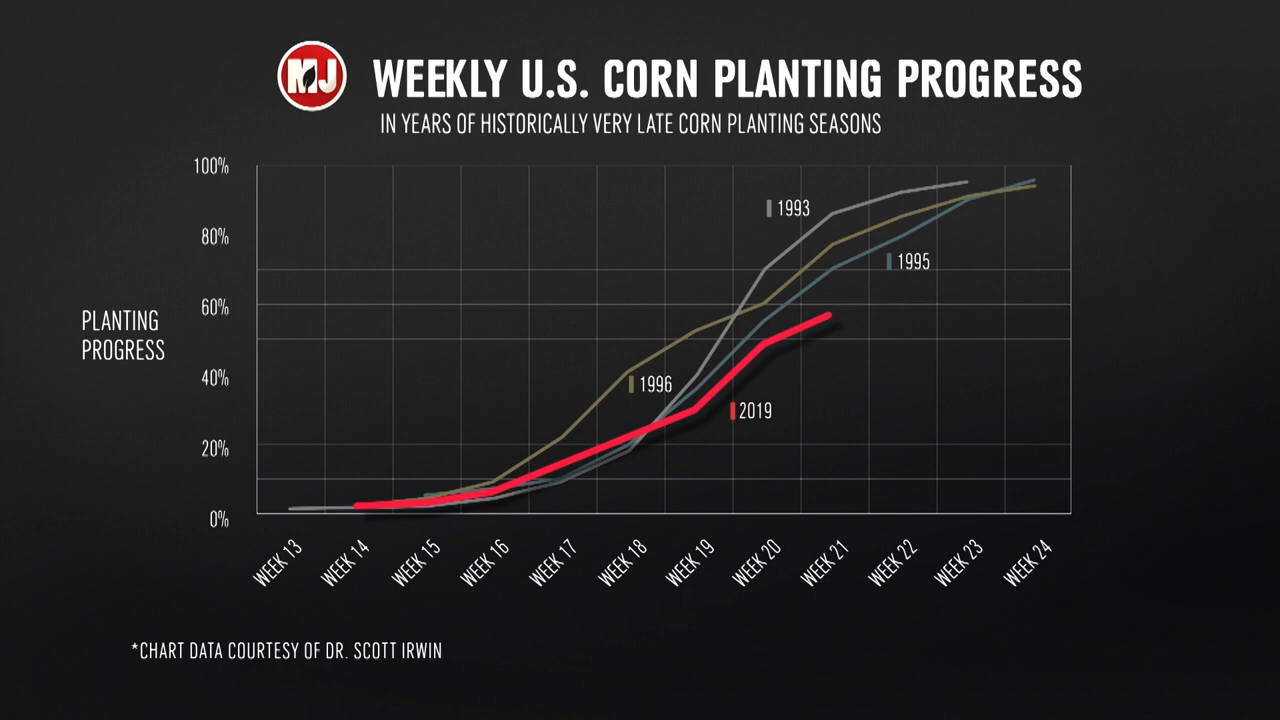 MJ
WEEKLY U.S. CORN PLANTING PROGRESS
IN YEARS OF HISTORICALLY VERY LATE CORN PLANTING SEASONS
100%
80%
60%
40%
20%
0%
PLANTING
PROGRESS
1993
1995
1996
2019
WEEK 13
WEEK 14
WEEK 15
WEEK 16
WEEK 17
WEEK 18
WEEK 19
WEEK 20
WEEK 21
WEEK 22
WEEK 23
WEEK 24
*CHART DATA COURTESY OF DR. SCOTT IRWIN